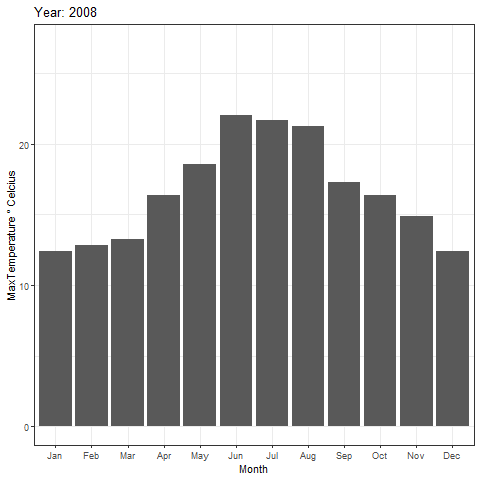 Year: 2008
MaxTemperature " Celcius
20
10
0
Jan Feb Mar Apr May Jun Jul Aug Sep Oct Nov Dec
Month